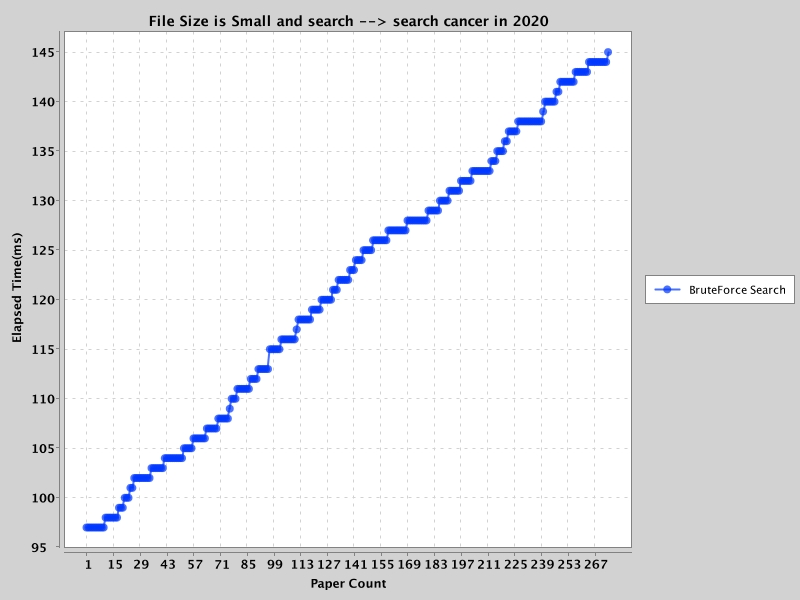 File Size is Small and search --> search cancer in 2020
145
140
135
130
125
120
115
110
105
100
95
Elapsed Time(ms)
1 15 29 43 57 71 85 99 113 127 141 155 169 183 197 211 225 239 253 267
Paper Count
BruteForce Search